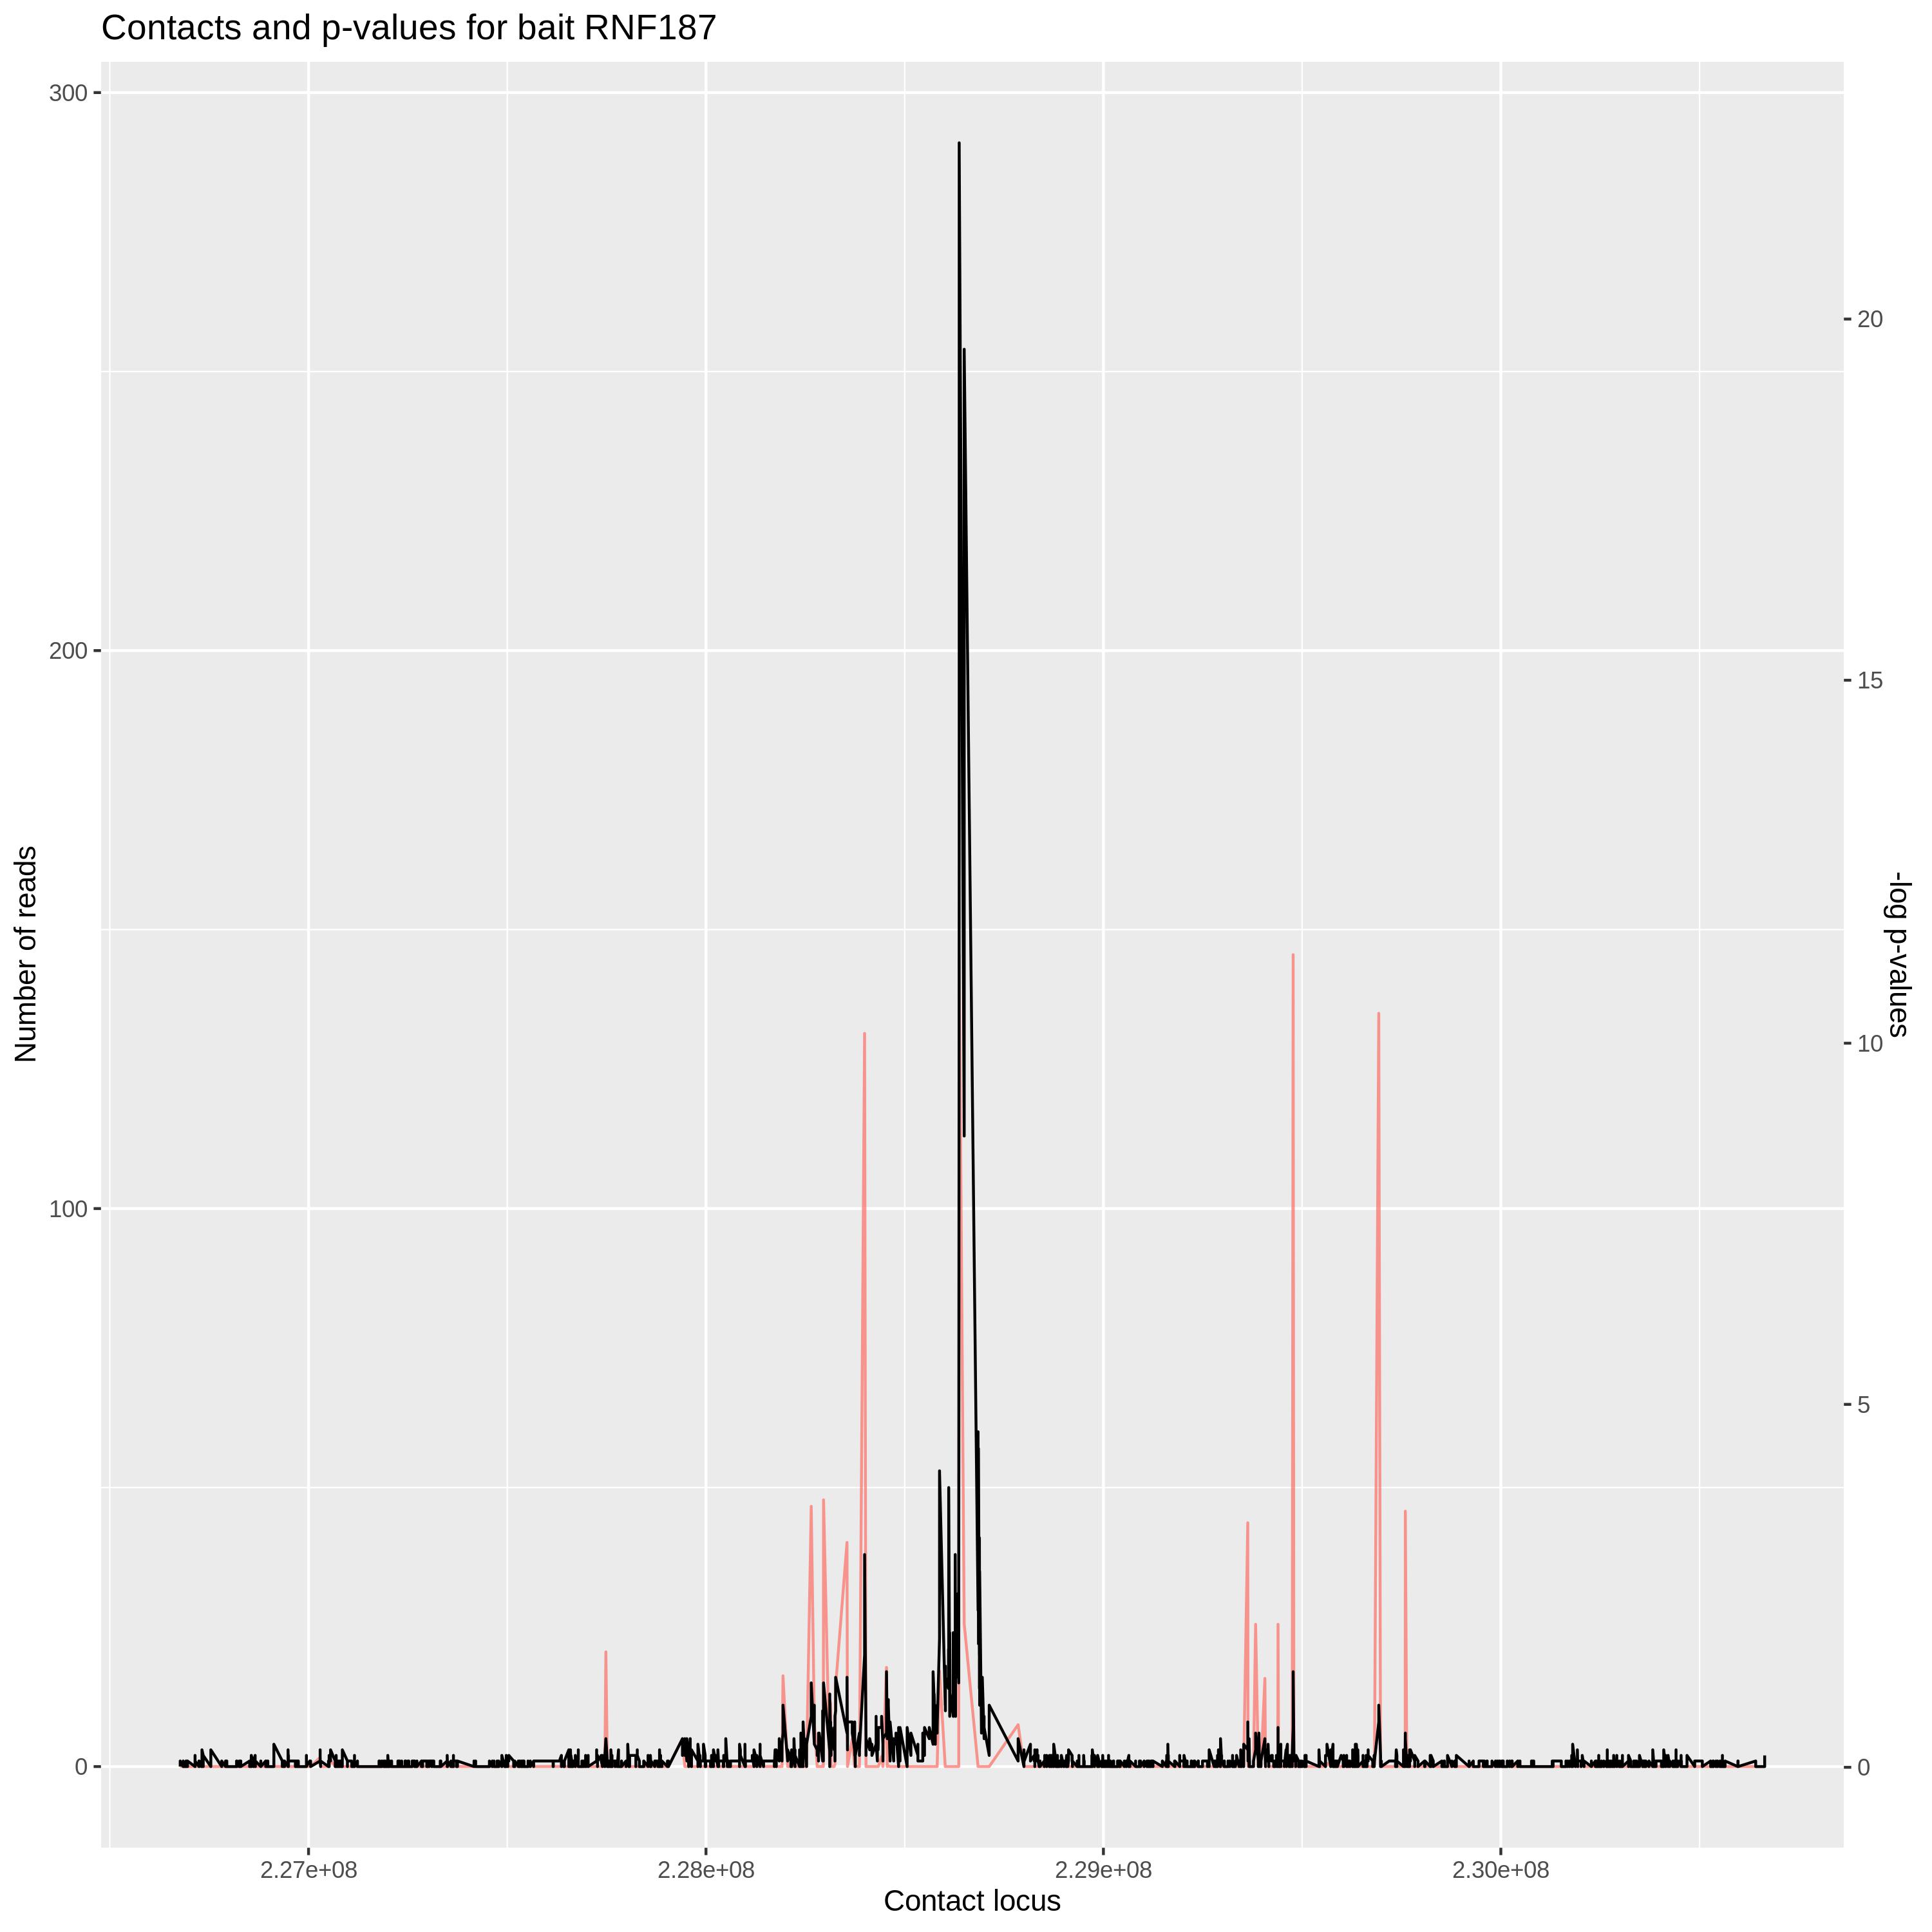 Contacts and p-values for bait RNF187
300
200
100
0
Number of reads
20
15
10
5
0
-log p-values
2.27e+08
2.28e+08
2.29e+08
2.30e+08
Contact locus